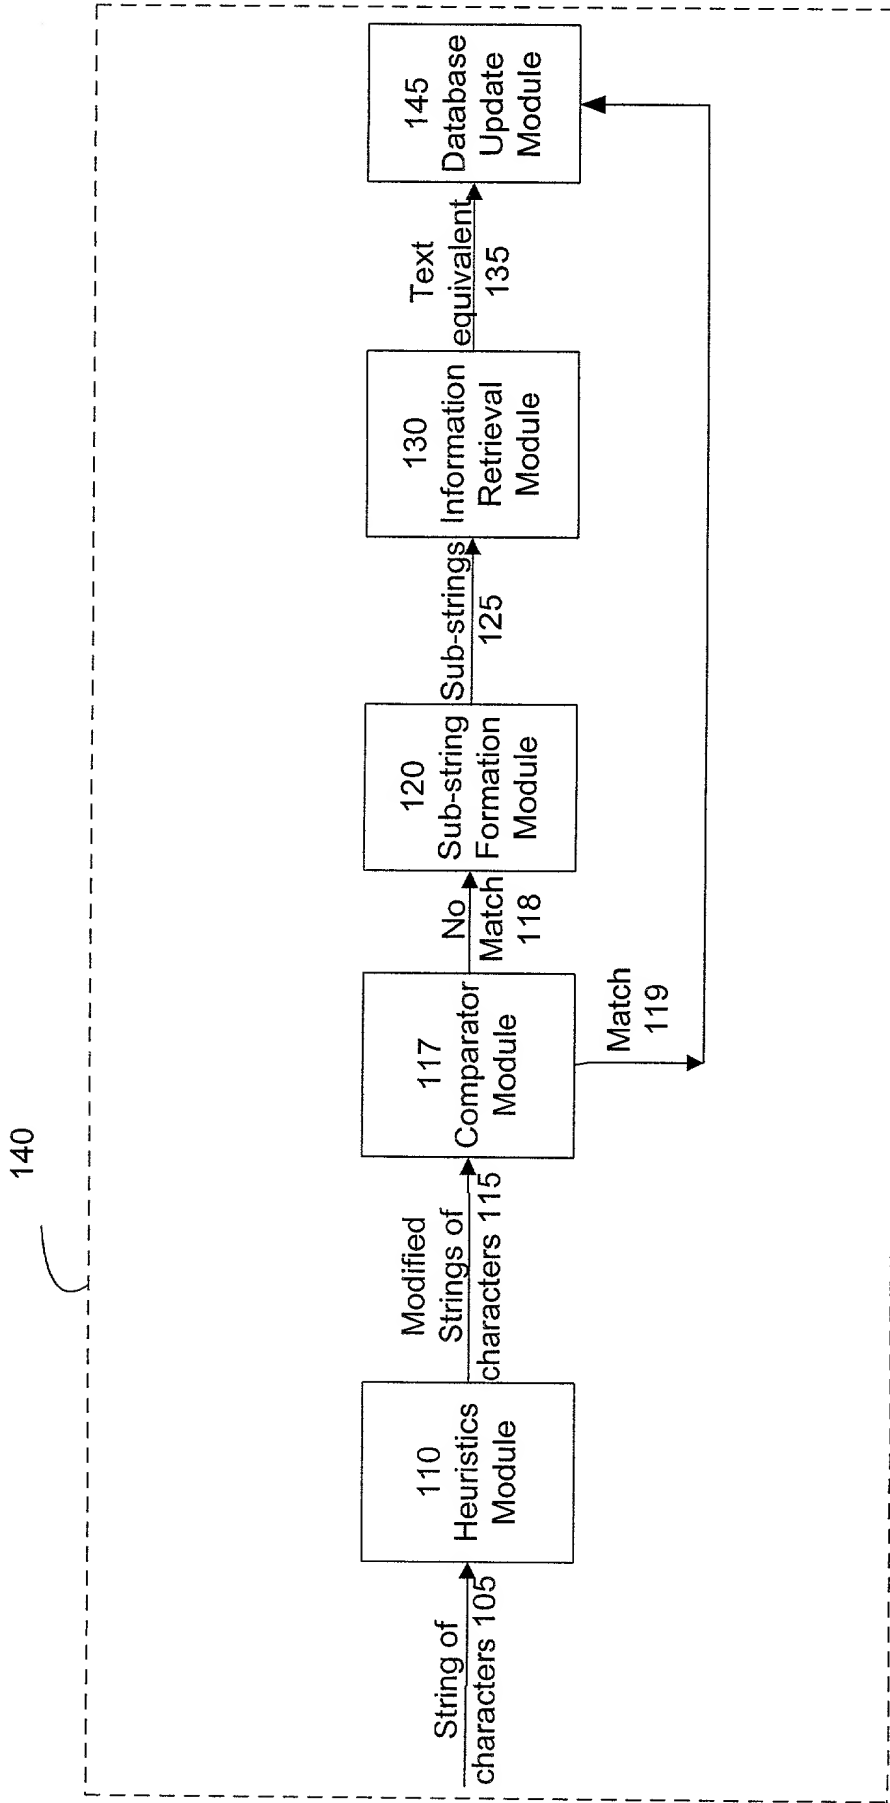 140
String of
characters 105
110
Heuristics
Module
Modified
Strings of
characters 115
117
Comparator
Module
No
Match
118
Match
119
120
Sub-string
Formation
Module
Sub-strings
125
130
Information
Retrieval
Module
Text
equivalent
135
145
Database
Update
Module